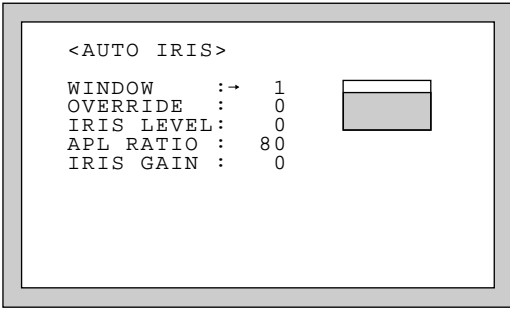 <AUTO IRIS>
WINDOW :→ 1
OVERRIDE : 0
IRIS LEVEL: 0
APL RATIO : 80
IRIS GAIN : 0